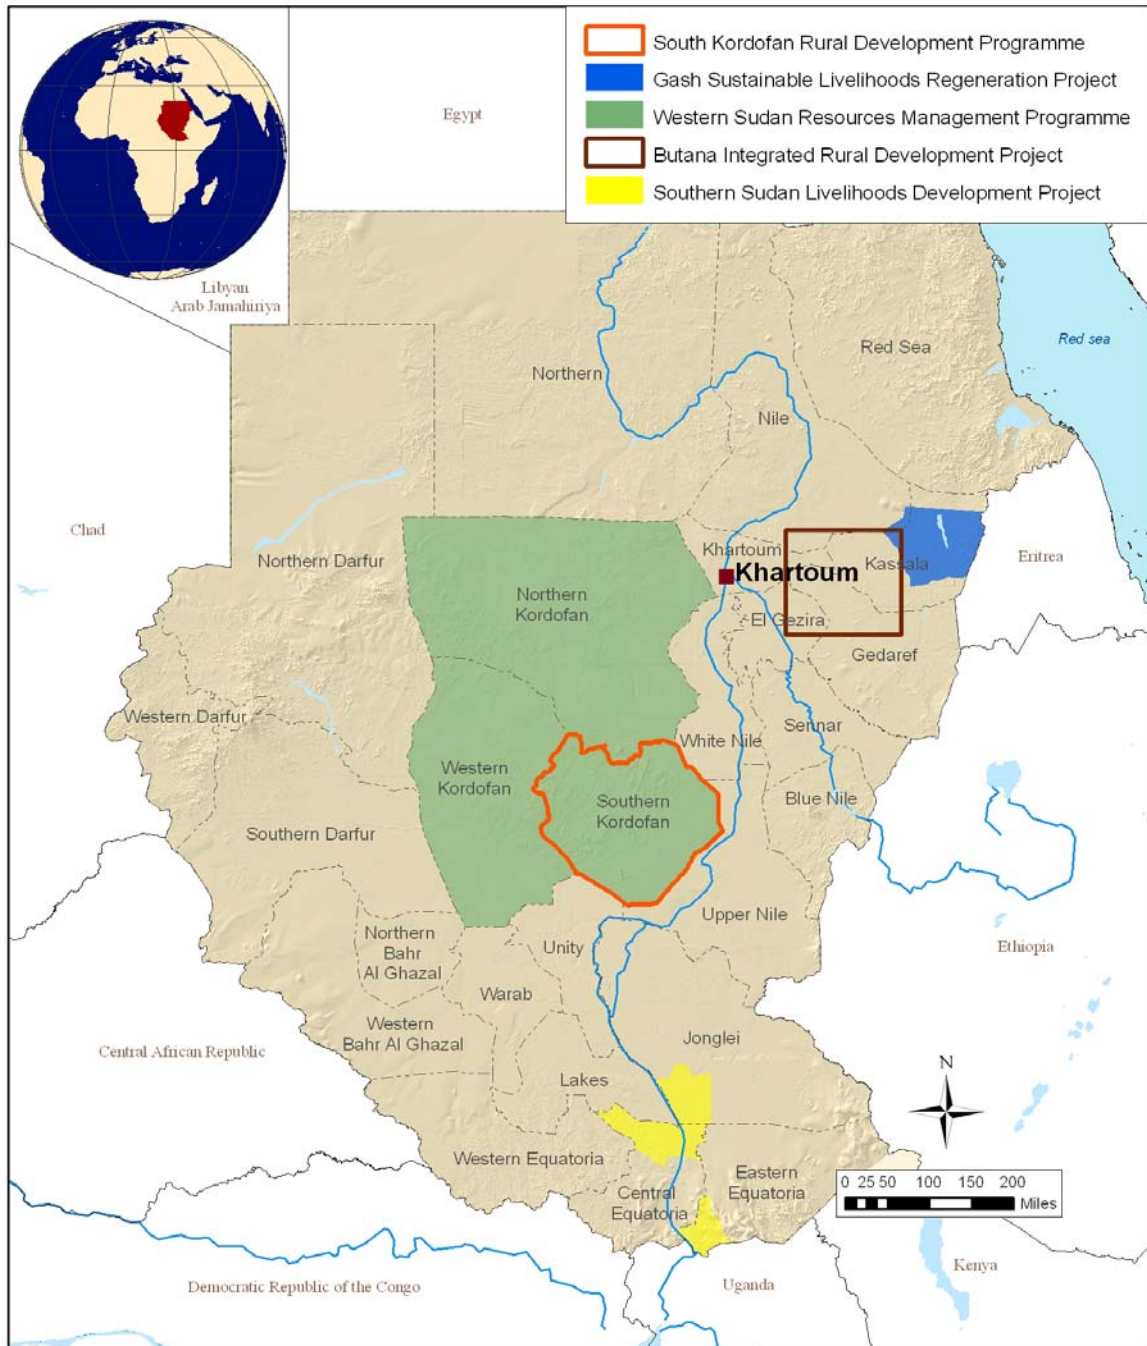 South Kordofan Rural Development Programme
Gash Sustainable Livelihoods Regeneration Project
Western Sudan Resources Management Programme
Butana Integrated Rural Development Project
Southern Sudan Livelihoods Development Project
Egypt
Libyan
Arab Jamahiriya
Red sea
Red Sea
Northern
Nile
Chad
Northern Darfur
Khartoum
Khartoum
Kassala
Eritrea
Northern
Kordofan
El Gezira
Gedaref
Western Darfur
Sennar
White Nile
Western
Kordofan
Blue Nile
Southern
Kordofan
Southern Darfur
Upper Nile
Northern
Bahr
Al Ghazal
Unity
Ethiopia
Warab
Western
Bahr Al Ghazal
Jonglei
Central African Republic
Lakes
N
Western Equatoria
Eastern
Equatoria
Central
Equatoria
0 25 50 100 150 200
Miles
Democratic Republic of the Congo
Uganda
Kenya